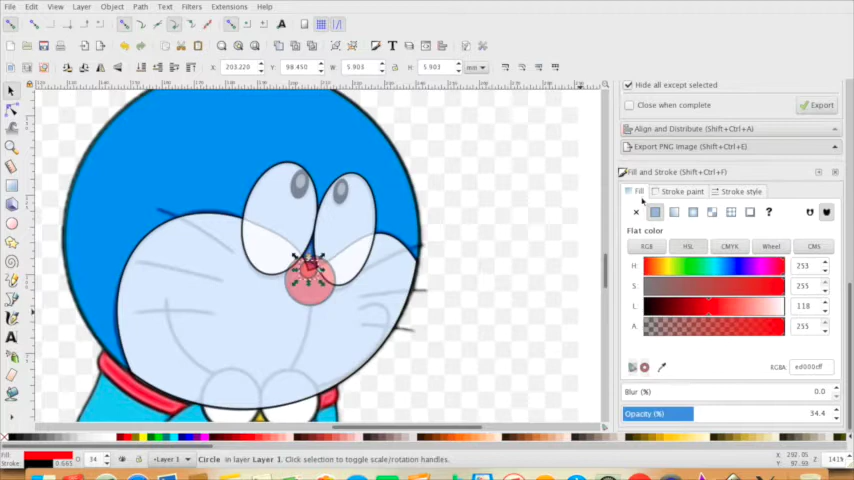 File Edit View Layer Object Path Text Filters Extensions Help
X: 203.220 Y: 98.450 W: 5.903 H: 5.903 mm
Hide all except selected
Close when complete Export
Align and Distribute (Shift+Ctrl+A)
Export PNG Image (Shift+Ctrl+E)
Fill and Stroke (Shift+Ctrl+F)
Fill Stroke paint Stroke style
Flat color
RGB HSL CMYK Wheel CMS
H: 253
S: 255
L: 118
A: 255
RGBA: ed000cff
Blur (%) 0.0
Opacity (%) 34.4
Fill
Stroke 0.665 O: 34 Layer 1 Circle in layer Layer 1. Click selection to toggle scale/rotation handles. X: 292.05 Y: 97.93 Z: 141%